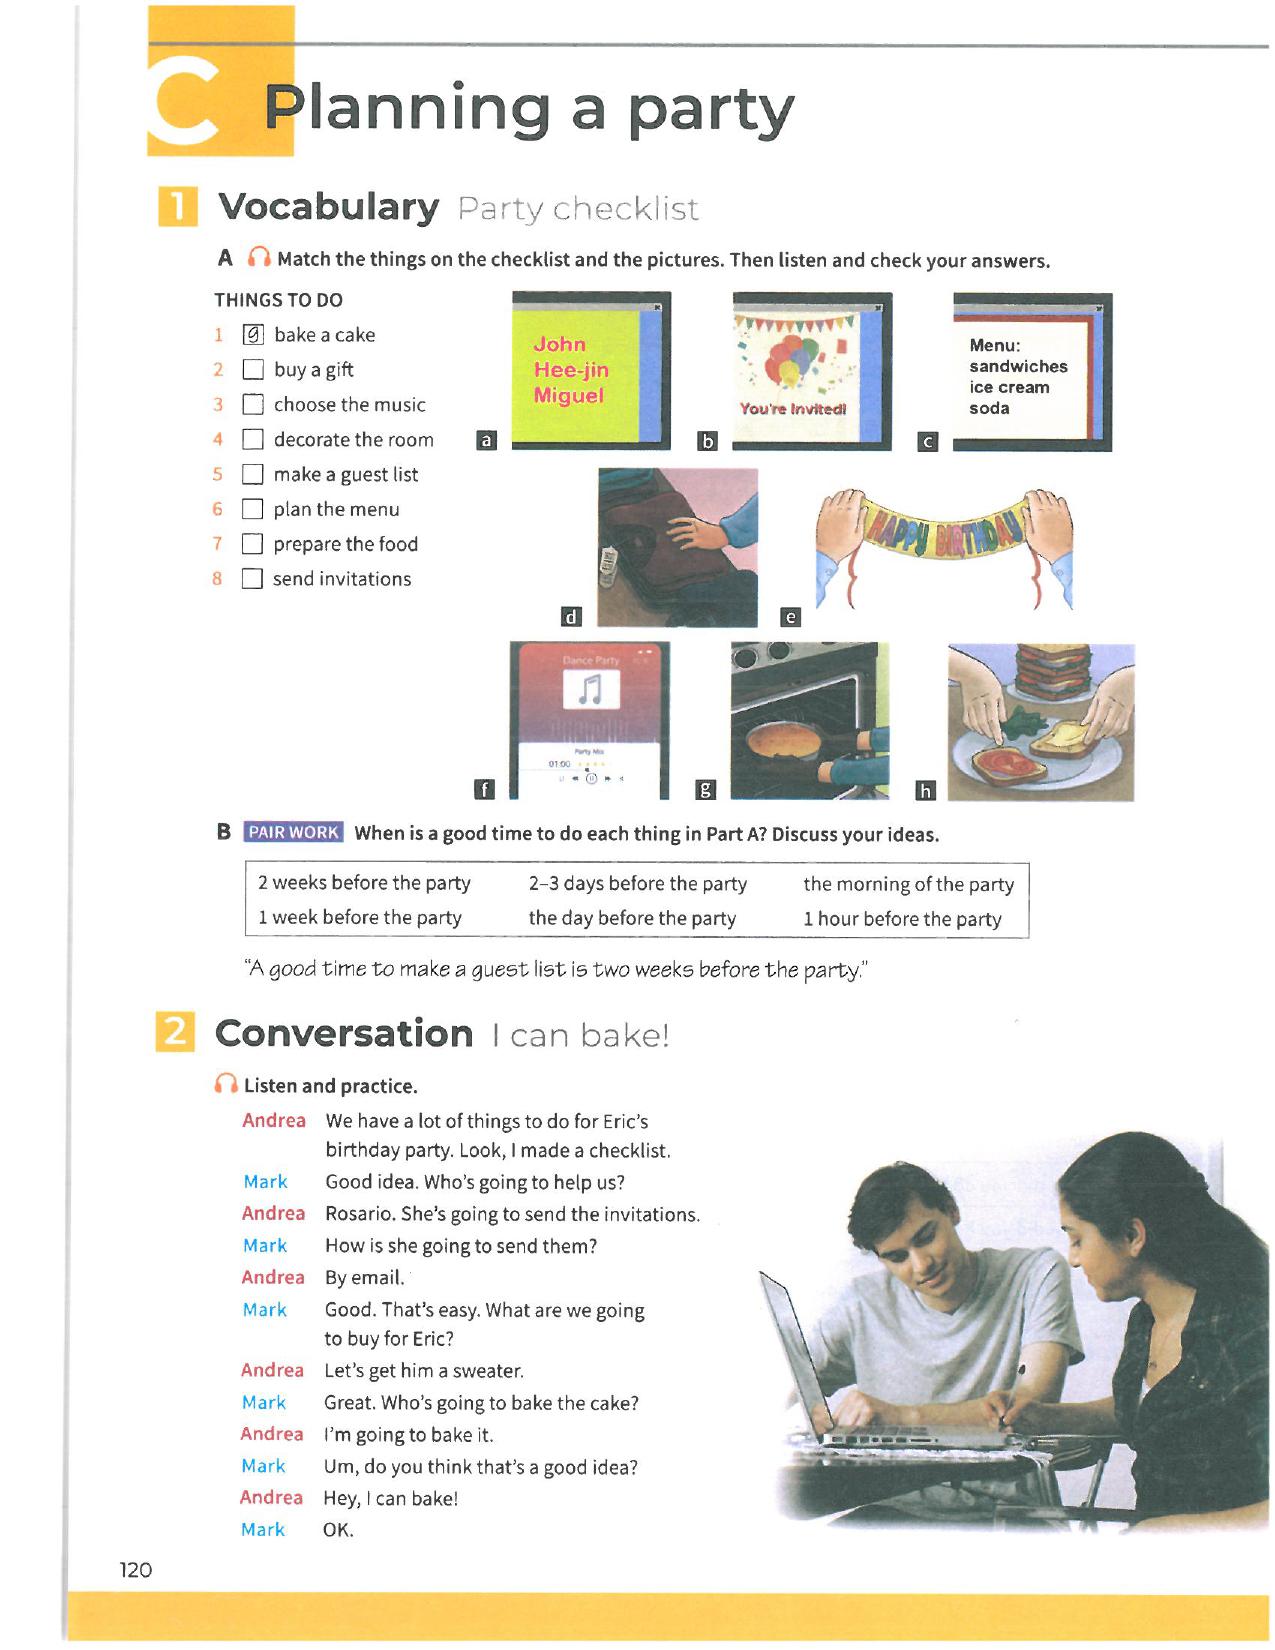 C Planning a party
1 Vocabulary Party checklist
A Match the things on the checklist and the pictures. Then listen and check your answers.
THINGS TO DO
1 g bake a cake
2 buy a gift
3 choose the music
4 decorate the room
5 make a guest list
6 plan the menu
7 prepare the food
8 send invitations
John
Hee-jin
Miguel
a
You're Invited!
b
Menu:
sandwiches
ice cream
soda
c
d
HAPPY BIRTHDAY
e
Dance Party
Party Mix
01:00
f
g
h
B PAIR WORK When is a good time to do each thing in Part A? Discuss your ideas.
2 weeks before the party 2–3 days before the party the morning of the party
1 week before the party the day before the party 1 hour before the party
"A good time to make a guest list is two weeks before the party."
2 Conversation I can bake!
Listen and practice.
Andrea We have a lot of things to do for Eric's
birthday party. Look, I made a checklist.
Mark Good idea. Who's going to help us?
Andrea Rosario. She's going to send the invitations.
Mark How is she going to send them?
Andrea By email.
Mark Good. That's easy. What are we going
to buy for Eric?
Andrea Let's get him a sweater.
Mark Great. Who's going to bake the cake?
Andrea I'm going to bake it.
Mark Um, do you think that's a good idea?
Andrea Hey, I can bake!
Mark OK.
120